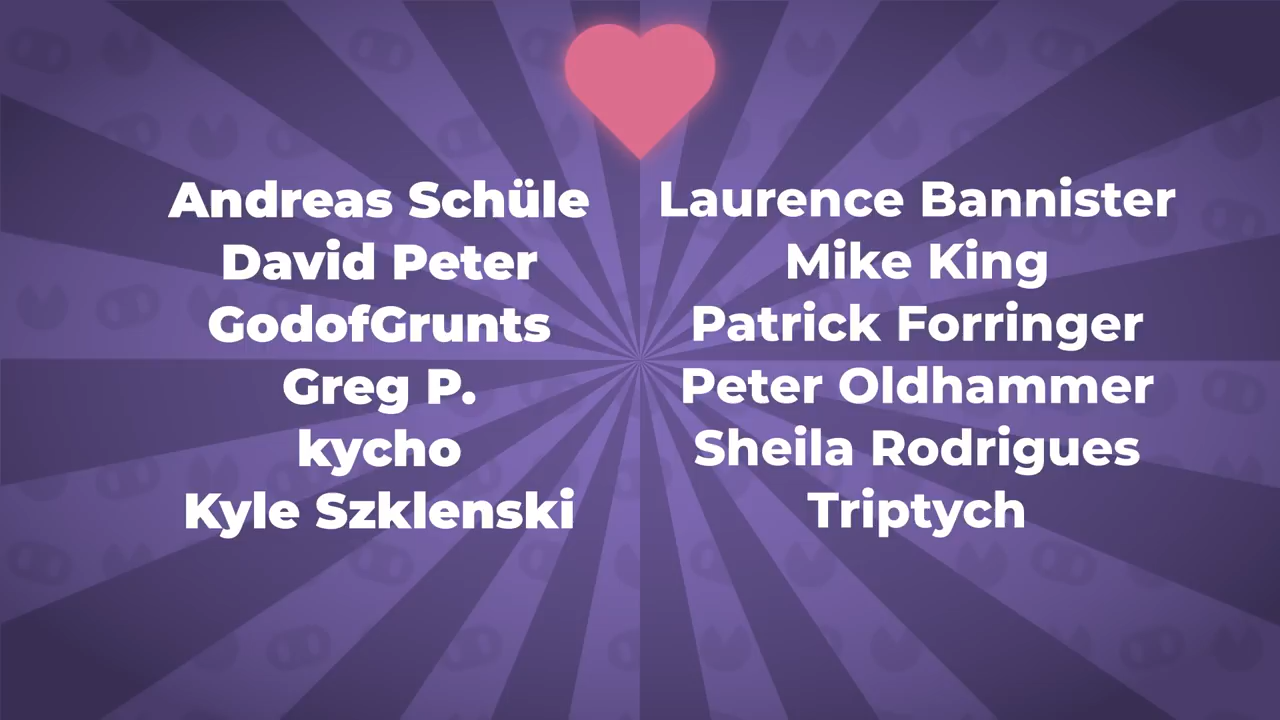 Andreas Schüle
David Peter
GodofGrunts
Greg P.
kycho
Kyle Szklenski
Laurence Bannister
Mike King
Patrick Forringer
Peter Oldhammer
Sheila Rodrigues
Triptych